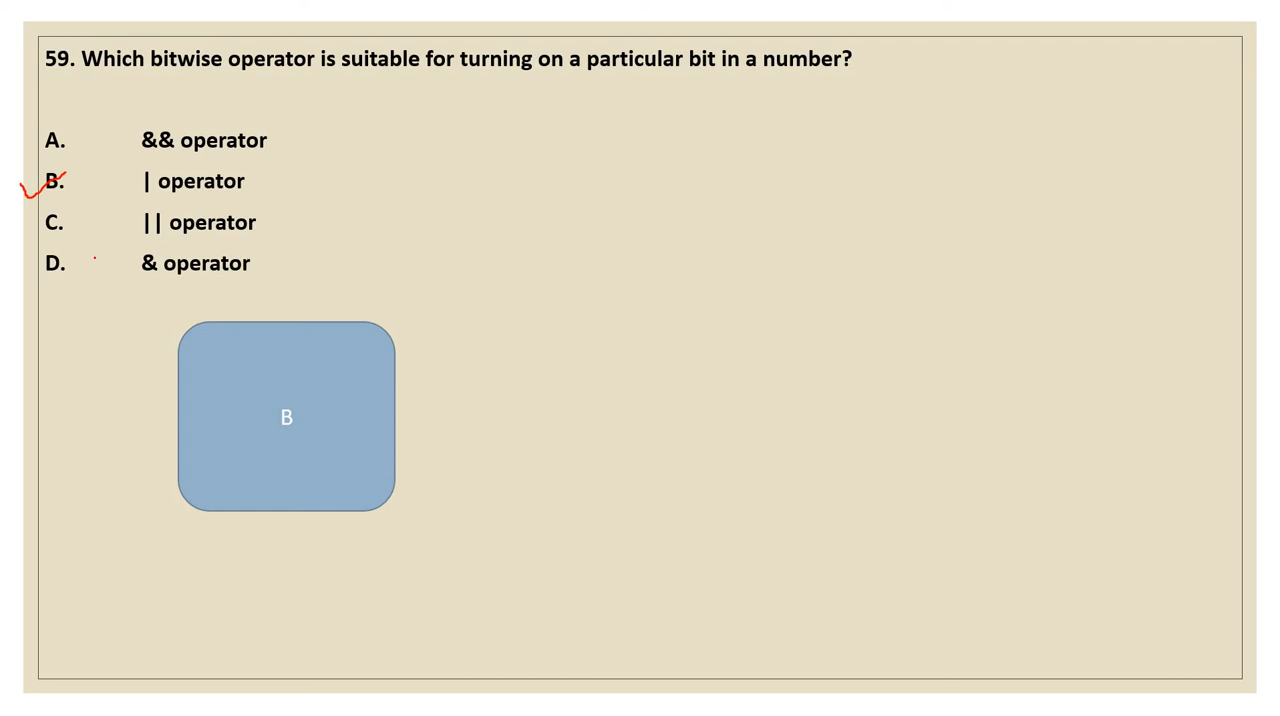 59. Which bitwise operator is suitable for turning on a particular bit in a number?
A. && operator
B. | operator
C. || operator
D. & operator
B